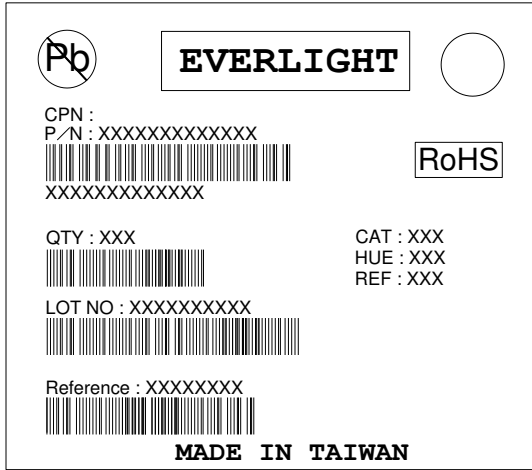 Pb
EVERLIGHT
CPN :
P/N : XXXXXXXXXXXXX
RoHS
XXXXXXXXXXXXX
QTY : XXX
CAT : XXX
HUE : XXX
REF : XXX
LOT NO : XXXXXXXXXX
Reference : XXXXXXXX
MADE IN TAIWAN